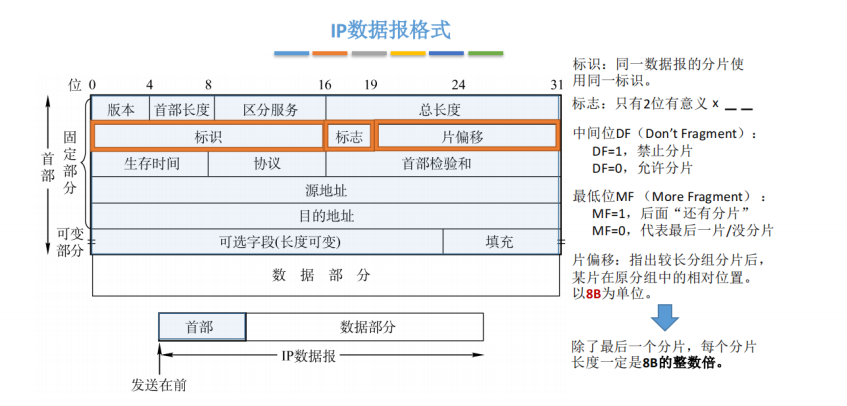 IP数据报格式
位 0 4 8 16 19 24 31
版本 首部长度 区分服务 总长度
标识 标志 片偏移
生存时间 协议 首部检验和
源地址
目的地址
可选字段(长度可变) 填充
数据部分
首部
固定部分
可变部分
首部 数据部分
IP数据报
发送在前
标识：同一数据报的分片使
用同一标识。
标志：只有2位有意义 x _ _
中间位DF（Don't Fragment）：
DF=1，禁止分片
DF=0，允许分片
最低位MF （More Fragment）：
MF=1，后面“还有分片”
MF=0，代表最后一片/没分片
片偏移：指出较长分组分片后，
某片在原分组中的相对位置。
以8B为单位。
除了最后一个分片，每个分片
长度一定是8B的整数倍。